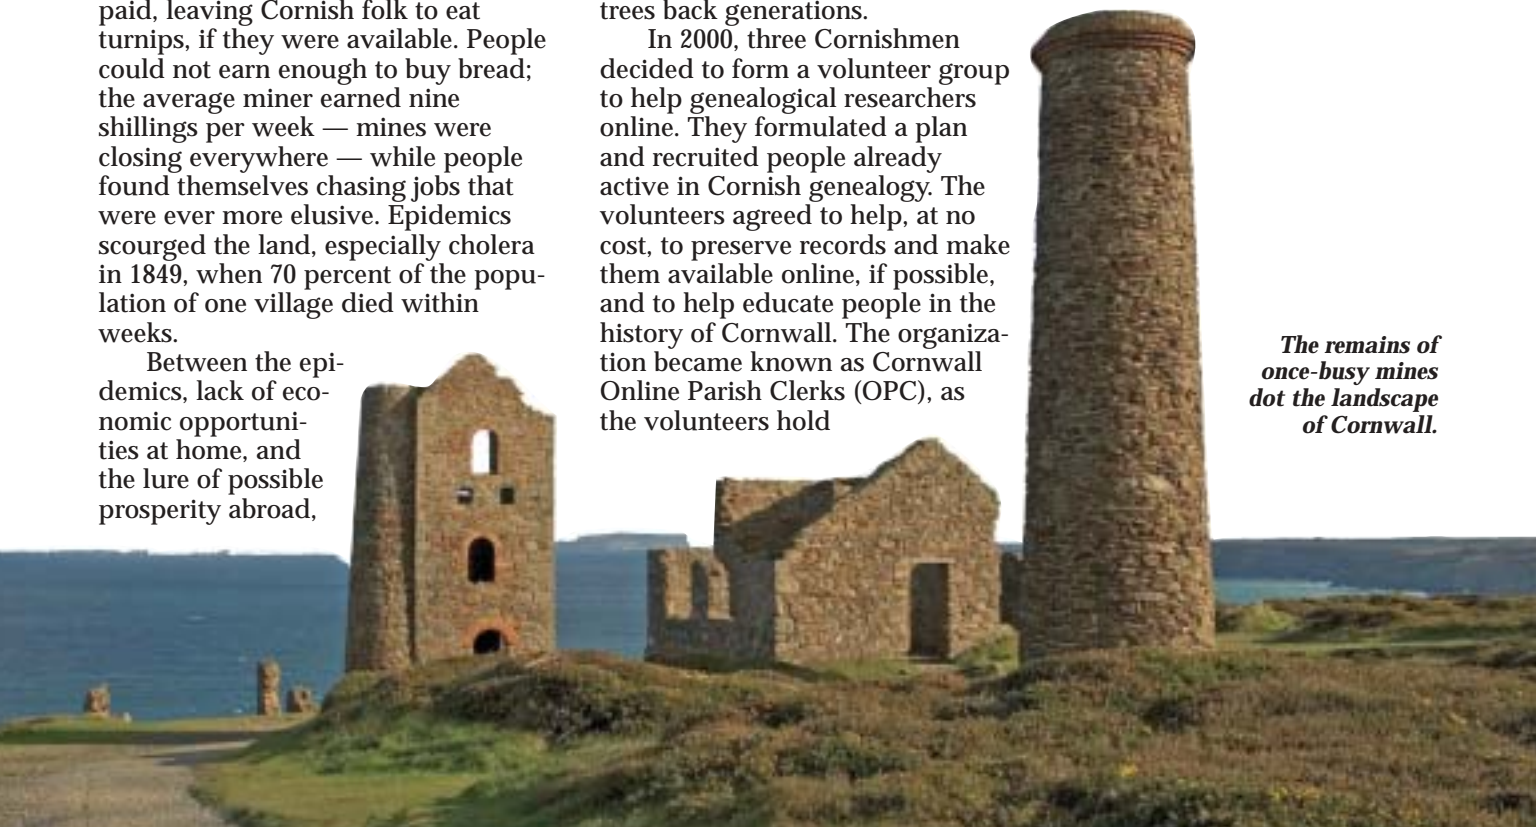 paid, leaving Cornish folk to eat
turnips, if they were available. People
could not earn enough to buy bread;
the average miner earned nine
shillings per week — mines were
closing everywhere — while people
found themselves chasing jobs that
were ever more elusive. Epidemics
scourged the land, especially cholera
in 1849, when 70 percent of the popu-
lation of one village died within
weeks.
Between the epi-
demics, lack of eco-
nomic opportuni-
ties at home, and
the lure of possible
prosperity abroad,
trees back generations.
In 2000, three Cornishmen
decided to form a volunteer group
to help genealogical researchers
online. They formulated a plan
and recruited people already
active in Cornish genealogy. The
volunteers agreed to help, at no
cost, to preserve records and make
them available online, if possible,
and to help educate people in the
history of Cornwall. The organiza-
tion became known as Cornwall
Online Parish Clerks (OPC), as
the volunteers hold
The remains of
once-busy mines
dot the landscape
of Cornwall.